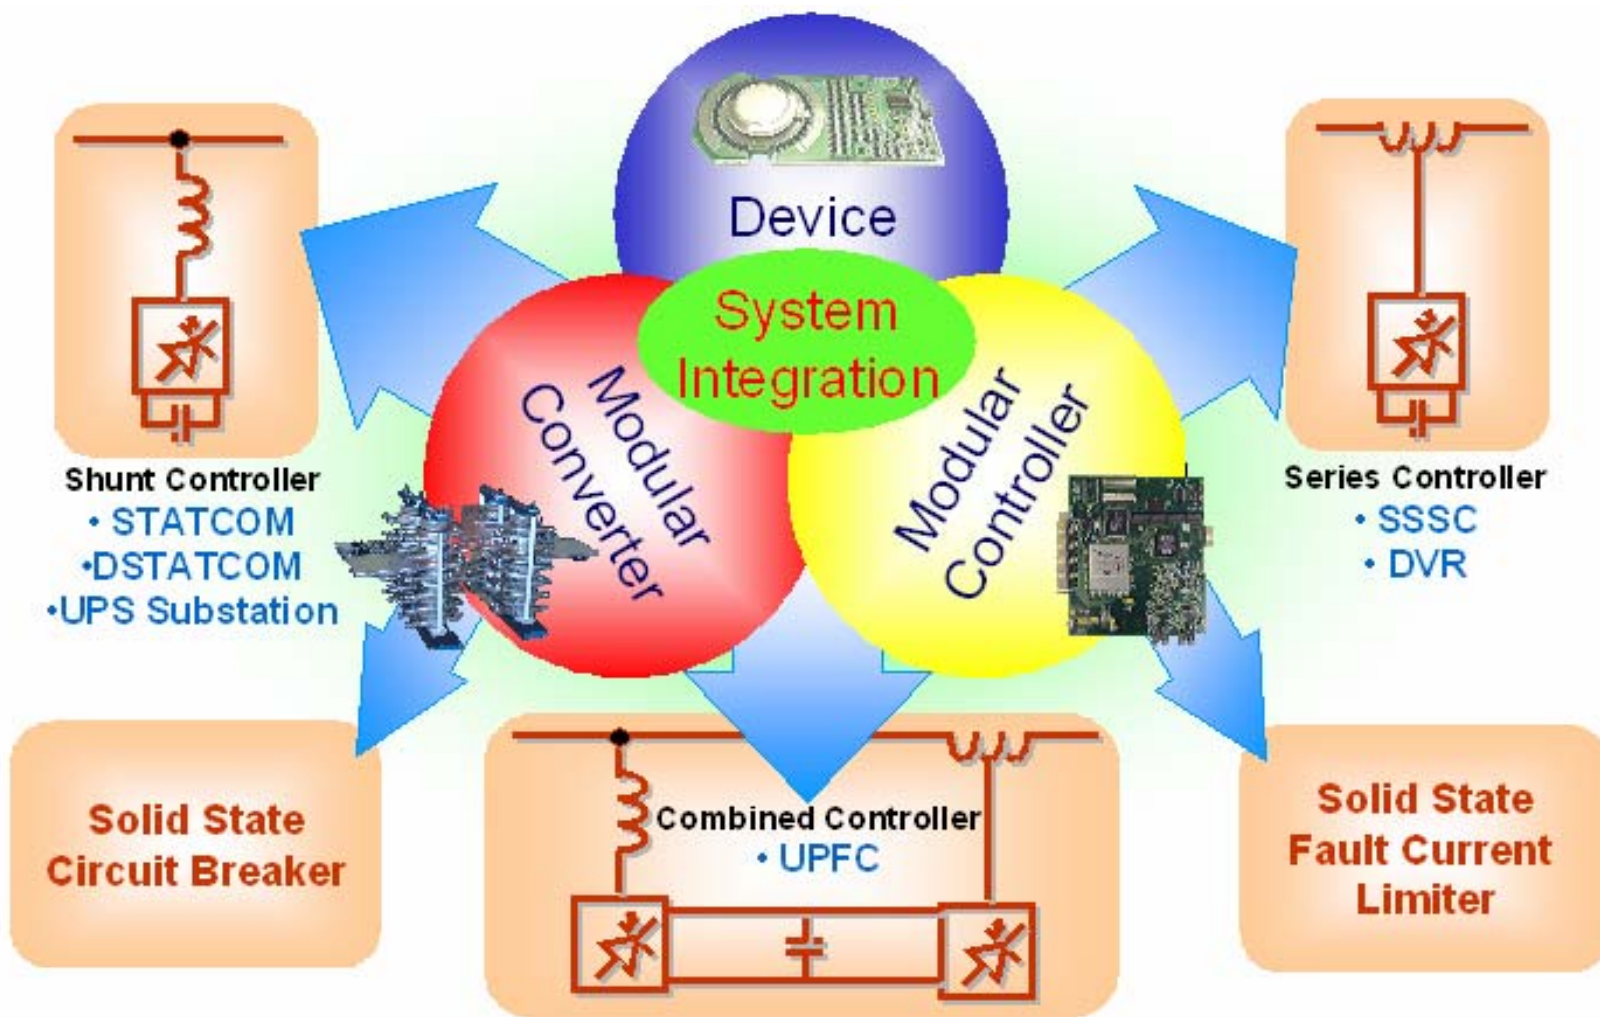 Device
System
Integration
Modular
Converter
Modular
Controller
Shunt Controller
• STATCOM
•DSTATCOM
•UPS Substation
Series Controller
• SSSC
• DVR
Solid State
Circuit Breaker
Combined Controller
• UPFC
Solid State
Fault Current
Limiter